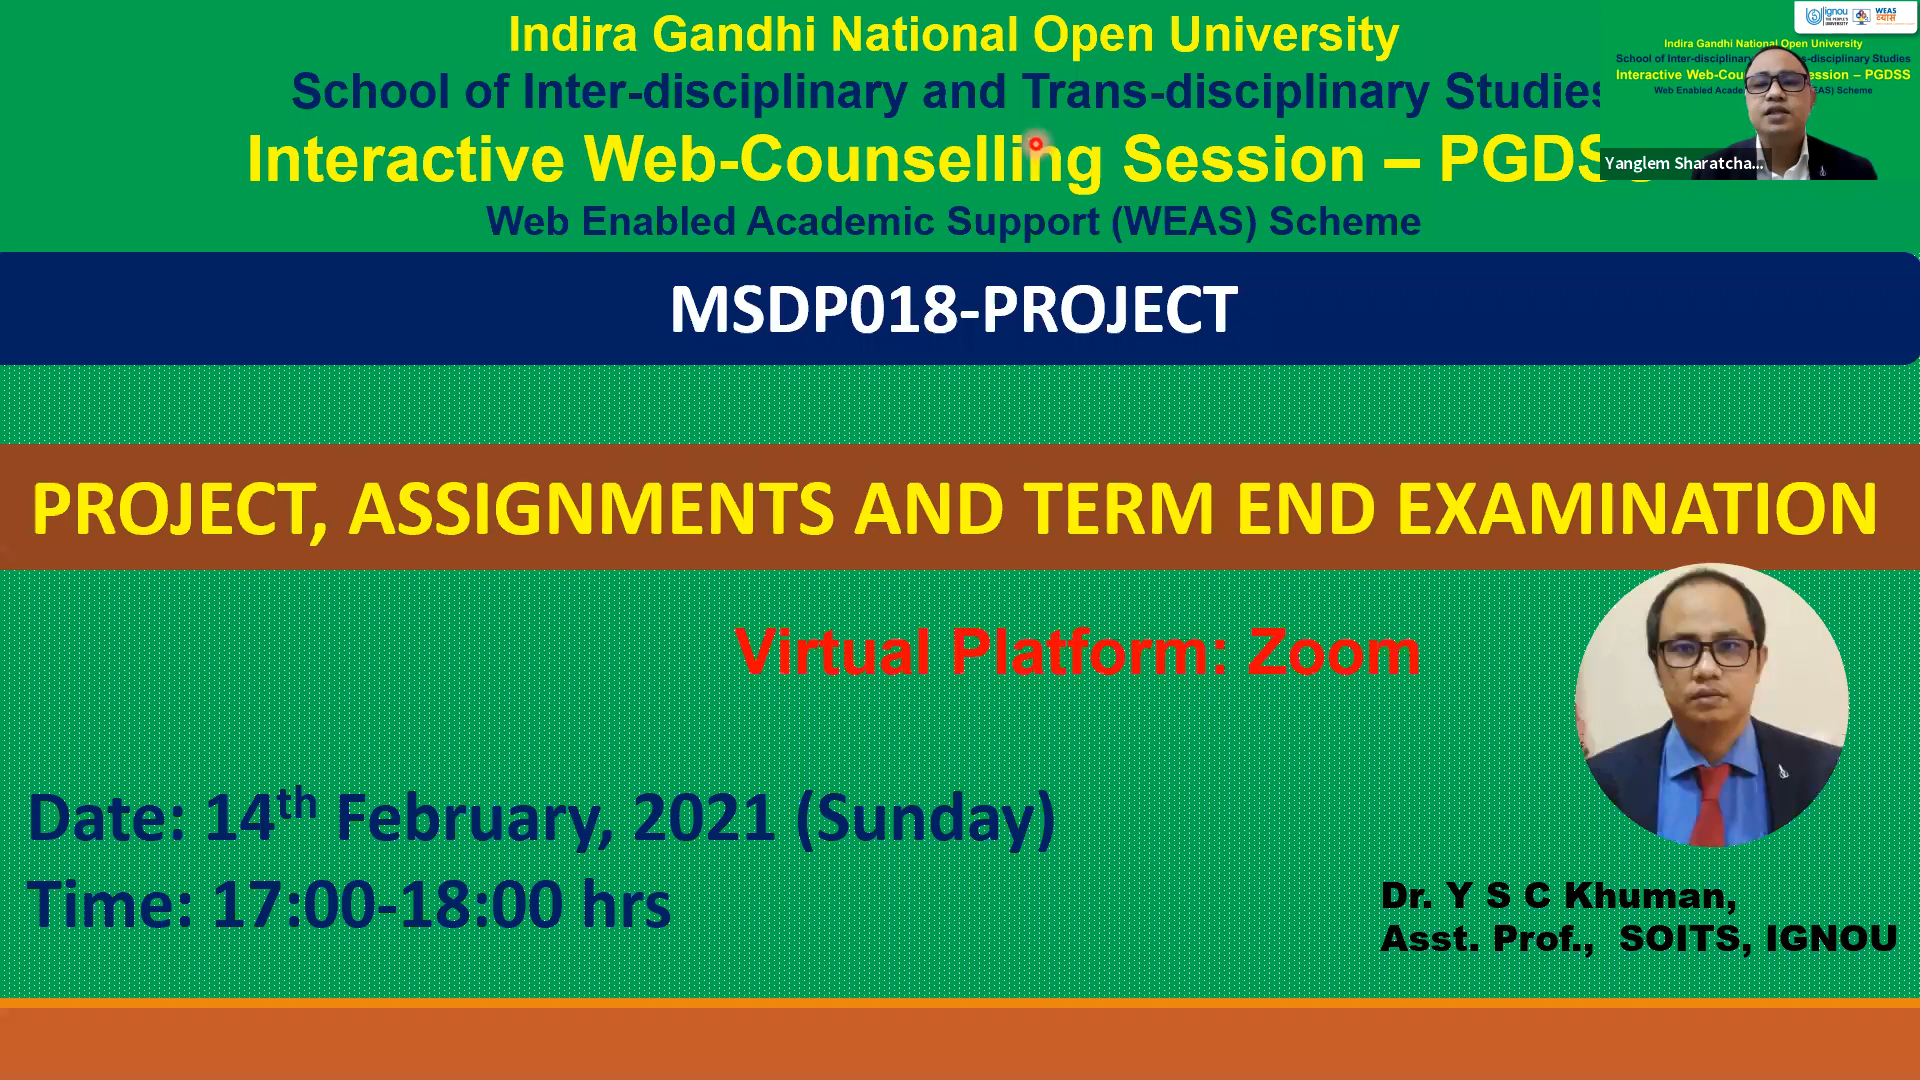 Indira Gandhi National Open University
School of Inter-disciplinary and Trans-disciplinary Studies
Interactive Web-Counselling Session – PGDS
Web Enabled Academic Support (WEAS) Scheme
ignou
THE PEOPLE'S
UNIVERSITY
WEAS
व्यास
Indira Gandhi National Open University
School of Inter-disciplinary s-disciplinary Studies
Interactive Web-Cou ession – PGDSS
Web Enabled Acade EAS) Scheme
Yanglem Sharatcha...
MSDP018-PROJECT
PROJECT, ASSIGNMENTS AND TERM END EXAMINATION
Virtual Platform: Zoom
Date: 14th February, 2021 (Sunday)
Time: 17:00-18:00 hrs
Dr. Y S C Khuman,
Asst. Prof., SOITS, IGNOU